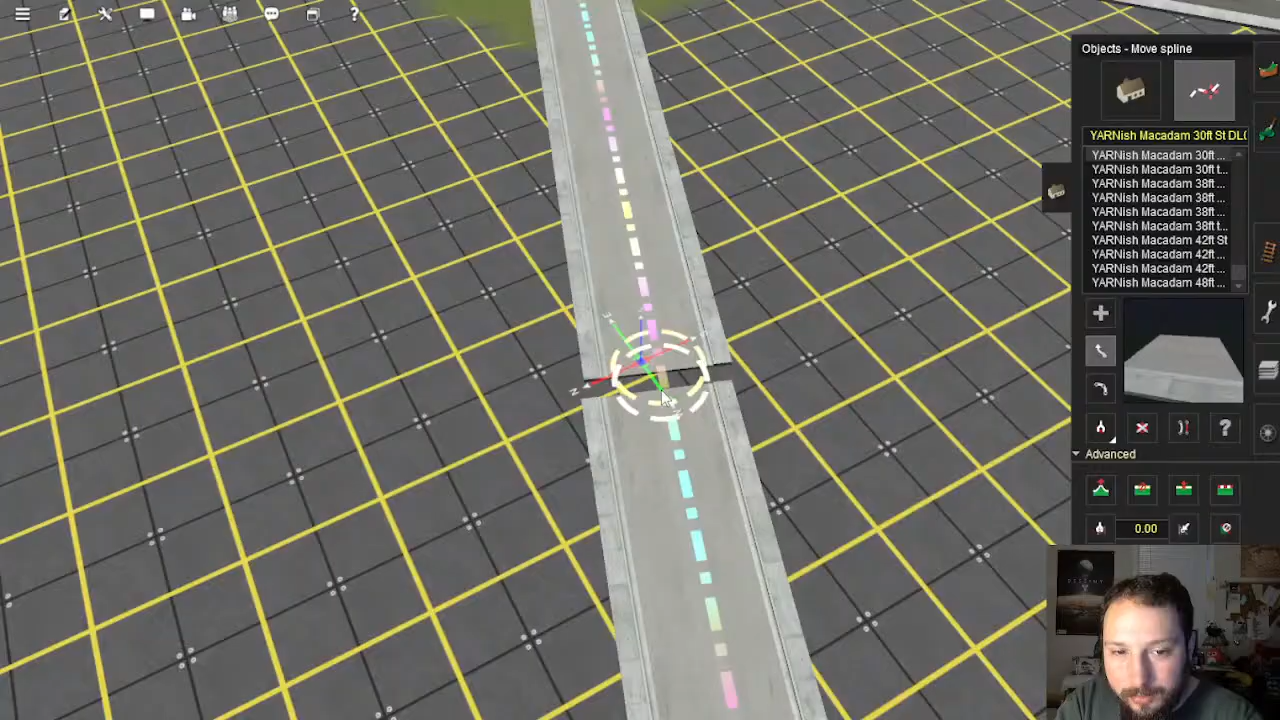 Objects - Move spline
YARNish Macadam 30ft St DL(
YARNish Macadam 30ft ...
YARNish Macadam 30ft t...
YARNish Macadam 38ft ...
YARNish Macadam 38ft ...
YARNish Macadam 38ft ...
YARNish Macadam 38ft t...
YARNish Macadam 42ft St
YARNish Macadam 42ft ...
YARNish Macadam 42ft ...
YARNish Macadam 48ft ...
?
Advanced
0.00
DESTINY